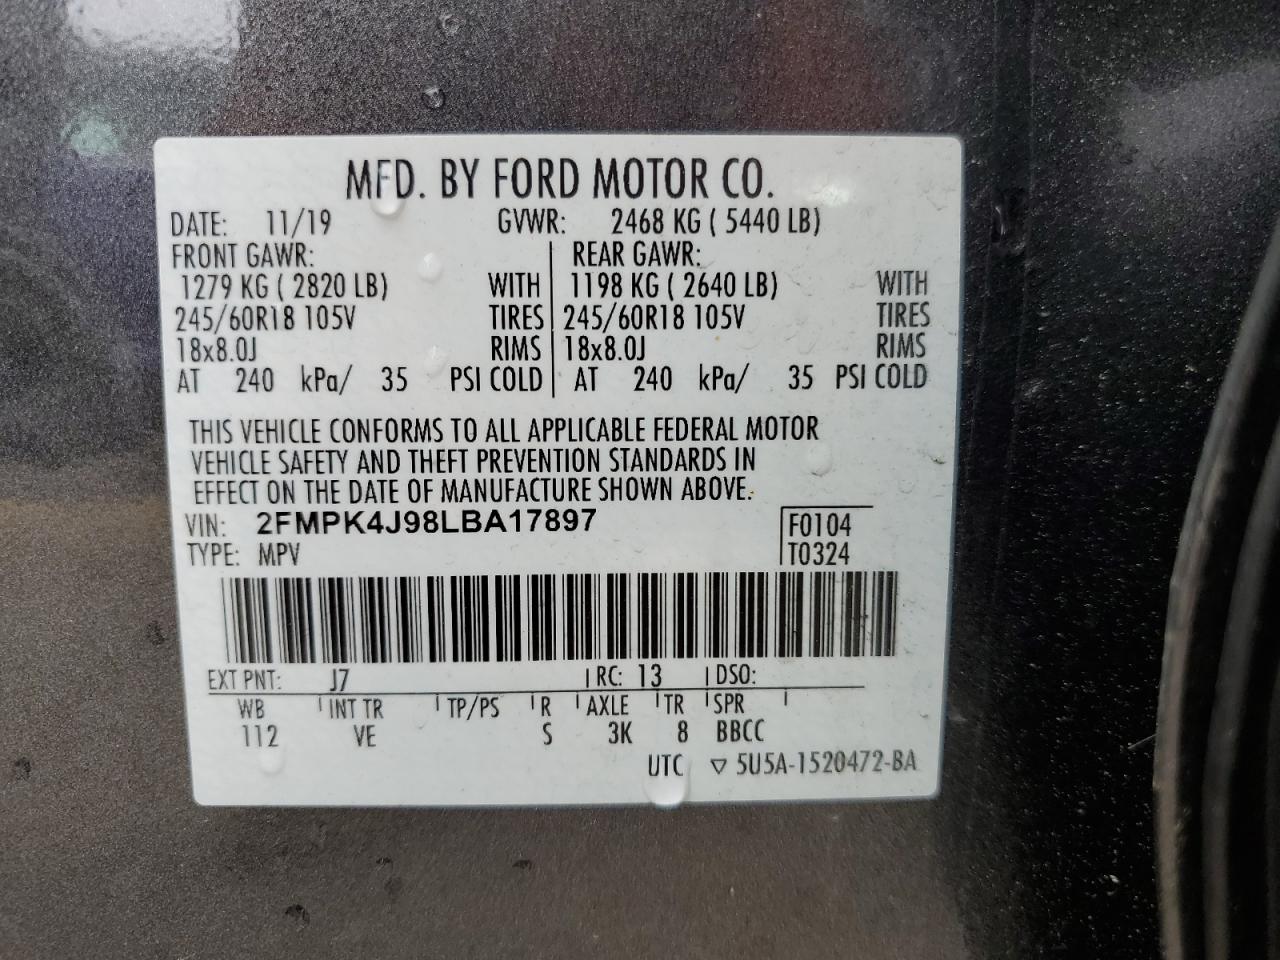 MFD. BY FORD MOTOR CO.
DATE: 11/19 GVWR: 2468 KG ( 5440 LB)
FRONT GAWR: REAR GAWR:
1279 KG ( 2820 LB) WITH 1198 KG ( 2640 LB) WITH
245/60R18 105V TIRES 245/60R18 105V TIRES
18x8.0J RIMS 18x8.0J RIMS
AT 240 kPa/ 35 PSI COLD AT 240 kPa/ 35 PSI COLD
THIS VEHICLE CONFORMS TO ALL APPLICABLE FEDERAL MOTOR
VEHICLE SAFETY AND THEFT PREVENTION STANDARDS IN
EFFECT ON THE DATE OF MANUFACTURE SHOWN ABOVE.
VIN: 2FMPK4J98LBA17897 F0104
TYPE: MPV T0324
EXT PNT: J7 RC: 13 DSO:
WB INT TR TP/PS R AXLE TR SPR
112 VE S 3K 8 BBCC
UTC ▽ 5U5A-1520472-BA